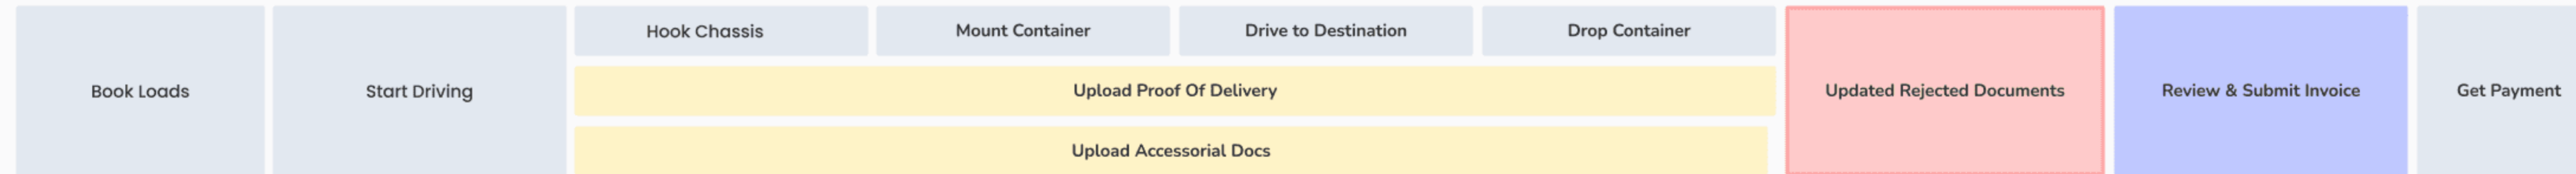 Book Loads
Start Driving
Hook Chassis
Mount Container
Drive to Destination
Drop Container
Upload Proof Of Delivery
Upload Accessorial Docs
Updated Rejected Documents
Review & Submit Invoice
Get Payment